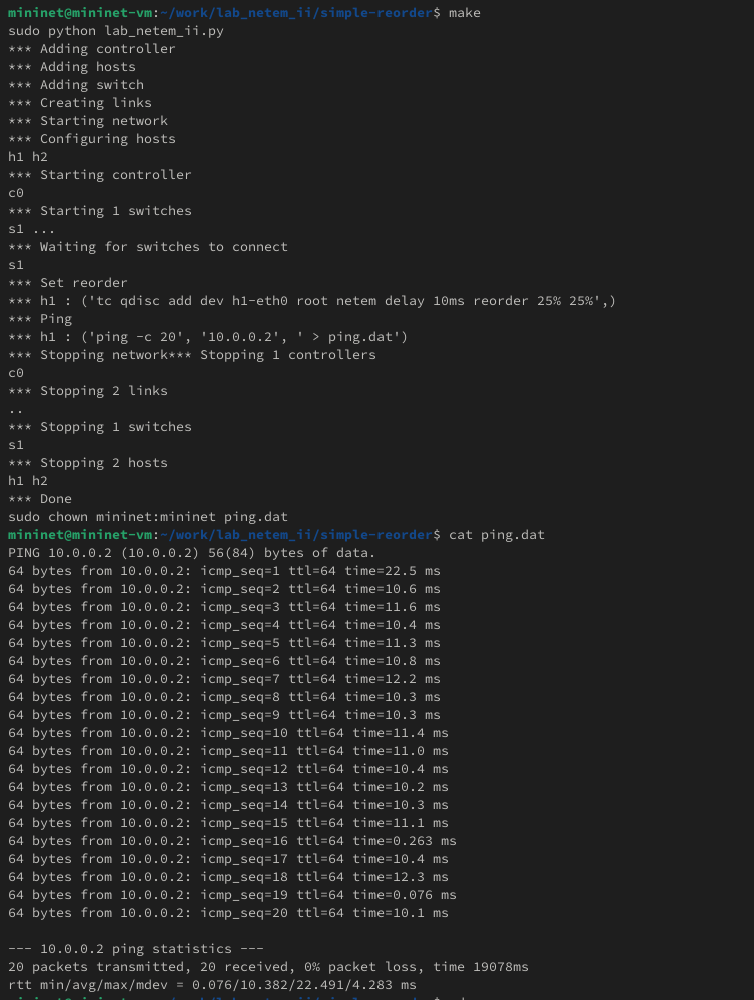 mininet@mininet-vm:~/work/lab_netem_ii/simple-reorder$ make
sudo python lab_netem_ii.py
*** Adding controller
*** Adding hosts
*** Adding switch
*** Creating links
*** Starting network
*** Configuring hosts
h1 h2
*** Starting controller
c0
*** Starting 1 switches
s1 ...
*** Waiting for switches to connect
s1
*** Set reorder
*** h1 : ('tc qdisc add dev h1-eth0 root netem delay 10ms reorder 25% 25%',)
*** Ping
*** h1 : ('ping -c 20', '10.0.0.2', ' > ping.dat')
*** Stopping network*** Stopping 1 controllers
c0
*** Stopping 2 links
..
*** Stopping 1 switches
s1
*** Stopping 2 hosts
h1 h2
*** Done
sudo chown mininet:mininet ping.dat
mininet@mininet-vm:~/work/lab_netem_ii/simple-reorder$ cat ping.dat
PING 10.0.0.2 (10.0.0.2) 56(84) bytes of data.
64 bytes from 10.0.0.2: icmp_seq=1 ttl=64 time=22.5 ms
64 bytes from 10.0.0.2: icmp_seq=2 ttl=64 time=10.6 ms
64 bytes from 10.0.0.2: icmp_seq=3 ttl=64 time=11.6 ms
64 bytes from 10.0.0.2: icmp_seq=4 ttl=64 time=10.4 ms
64 bytes from 10.0.0.2: icmp_seq=5 ttl=64 time=11.3 ms
64 bytes from 10.0.0.2: icmp_seq=6 ttl=64 time=10.8 ms
64 bytes from 10.0.0.2: icmp_seq=7 ttl=64 time=12.2 ms
64 bytes from 10.0.0.2: icmp_seq=8 ttl=64 time=10.3 ms
64 bytes from 10.0.0.2: icmp_seq=9 ttl=64 time=10.3 ms
64 bytes from 10.0.0.2: icmp_seq=10 ttl=64 time=11.4 ms
64 bytes from 10.0.0.2: icmp_seq=11 ttl=64 time=11.0 ms
64 bytes from 10.0.0.2: icmp_seq=12 ttl=64 time=10.4 ms
64 bytes from 10.0.0.2: icmp_seq=13 ttl=64 time=10.2 ms
64 bytes from 10.0.0.2: icmp_seq=14 ttl=64 time=10.3 ms
64 bytes from 10.0.0.2: icmp_seq=15 ttl=64 time=11.1 ms
64 bytes from 10.0.0.2: icmp_seq=16 ttl=64 time=0.263 ms
64 bytes from 10.0.0.2: icmp_seq=17 ttl=64 time=10.4 ms
64 bytes from 10.0.0.2: icmp_seq=18 ttl=64 time=12.3 ms
64 bytes from 10.0.0.2: icmp_seq=19 ttl=64 time=0.076 ms
64 bytes from 10.0.0.2: icmp_seq=20 ttl=64 time=10.1 ms

--- 10.0.0.2 ping statistics ---
20 packets transmitted, 20 received, 0% packet loss, time 19078ms
rtt min/avg/max/mdev = 0.076/10.382/22.491/4.283 ms